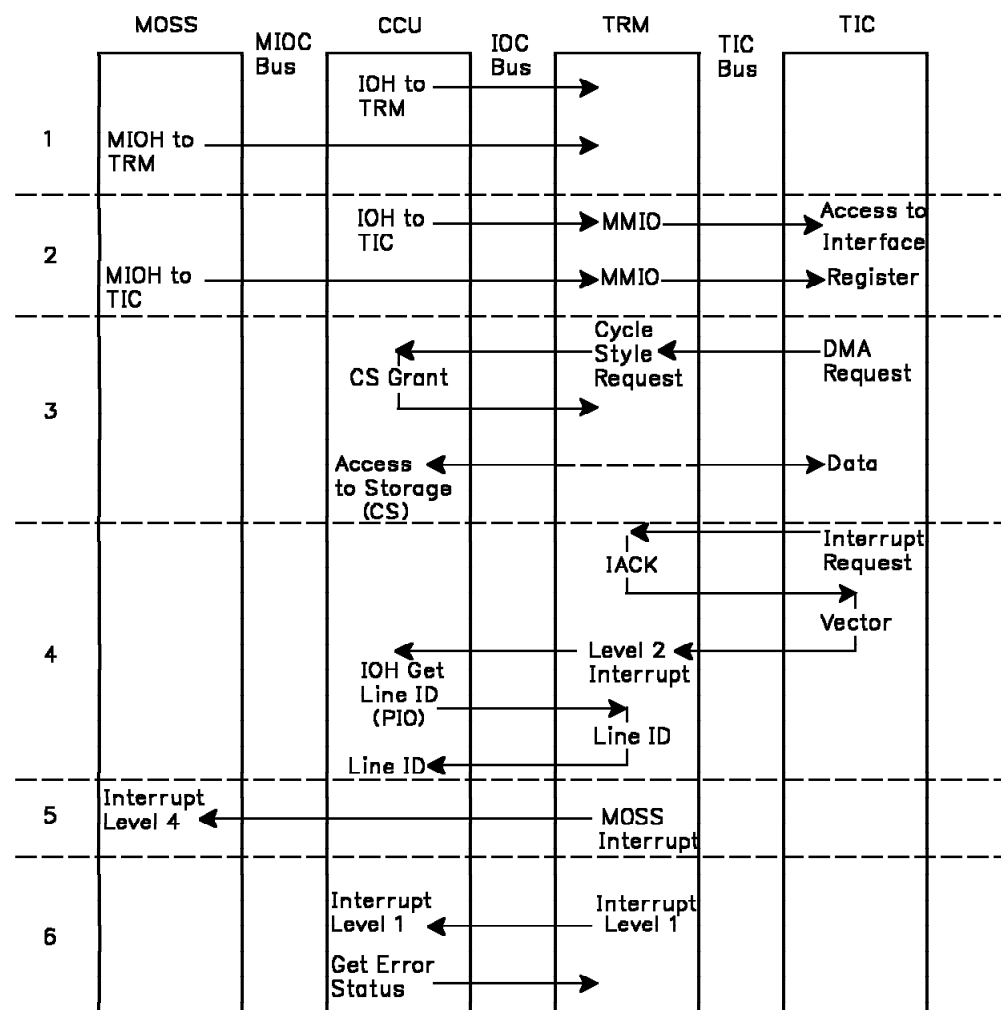 MOSS
MIOC
Bus
CCU
IOC
Bus
TRM
TIC
Bus
TIC
1
IOH to
TRM
MIOH to
TRM
2
IOH to
TIC
MMIO
Access to
Interface
MIOH to
TIC
MMIO
Register
3
Cycle
Style
Request
DMA
Request
CS Grant
Access
to Storage
(CS)
Data
4
Interrupt
Request
IACK
Vector
Level 2
Interrupt
IOH Get
Line ID
(PIO)
Line ID
Line ID
5
Interrupt
Level 4
MOSS
Interrupt
6
Interrupt
Level 1
Interrupt
Level 1
Get Error
Status